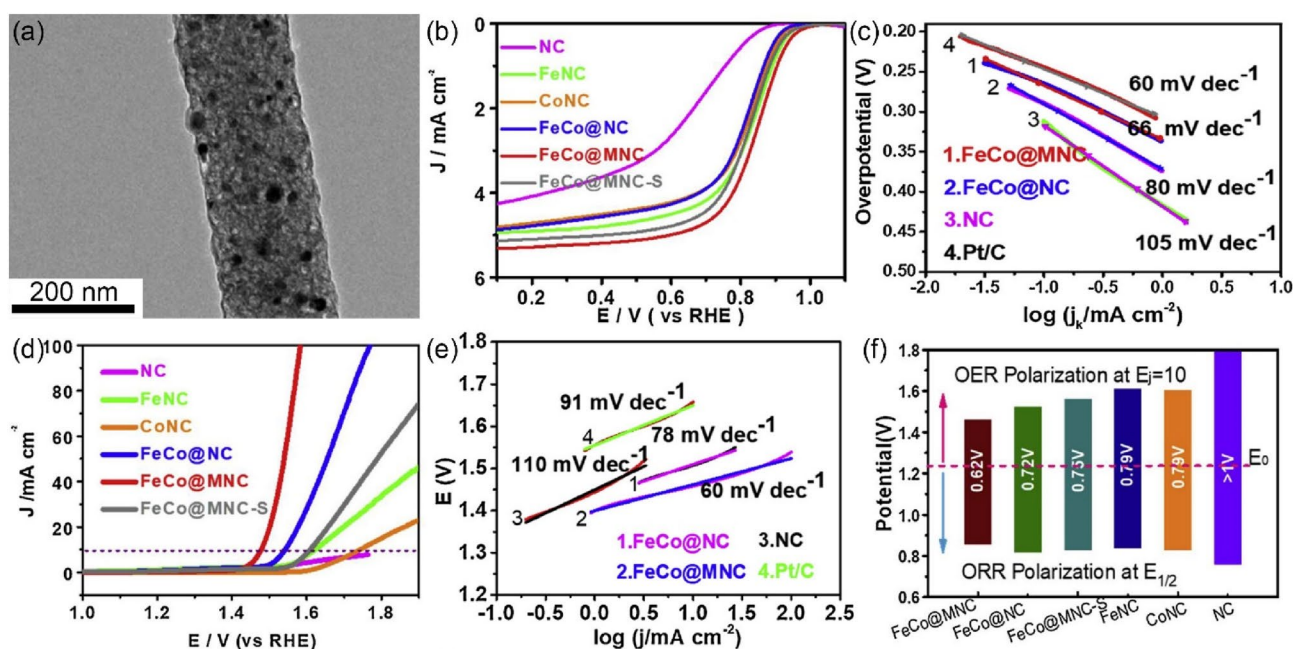 (a)
200 nm
(b)
0
2
4
6
J / mA cm-2
NC
FeNC
CoNC
FeCo@NC
FeCo@MNC
FeCo@MNC-S
0.2
0.4
0.6
0.8
1.0
E / V ( vs RHE )
(c)
0.20
0.25
0.30
0.35
0.40
0.45
0.50
Overpotential (V)
4
1
2
3
60 mV dec-1
66 mV dec-1
80 mV dec-1
105 mV dec-1
1.FeCo@MNC
2.FeCo@NC
3.NC
4.Pt/C
-2.0
-1.5
-1.0
-0.5
0.0
0.5
1.0
log (jk/mA cm-2)
(d)
100
80
60
40
20
10
0
J /mA cm-2
NC
FeNC
CoNC
FeCo@NC
FeCo@MNC
FeCo@MNC-S
1.0
1.2
1.4
1.6
1.8
E / V (vs RHE)
(e)
1.8
1.7
1.6
1.5
1.4
1.3
1.2
E (V)
91 mV dec-1
4
78 mV dec-1
110 mV dec-1
1
60 mV dec-1
3
2
1.FeCo@NC
3.NC
2.FeCo@MNC
4.Pt/C
-1.0
-0.5
0.0
0.5
1.0
1.5
2.0
2.5
log (j/mA cm-2)
(f)
1.8
1.6
1.4
1.2
1.0
0.8
0.6
Potential(V)
OER Polarization at Ej=10
E0
0.62V
0.72V
0.75V
0.79V
0.79V
>1V
ORR Polarization at E1/2
FeCo@MNC
FeCo@NC
FeCo@MNC-S
FeNC
CoNC
NC